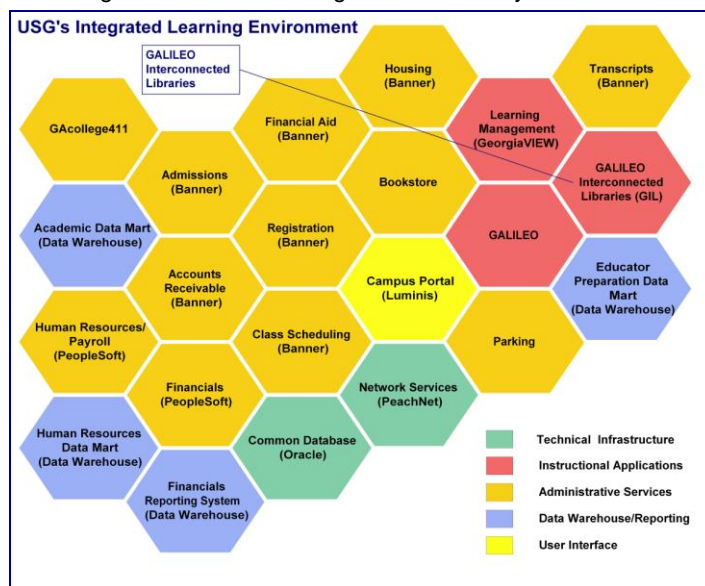 USG's Integrated Learning Environment
GALILEO
Interconnected
Libraries
Housing
(Banner)
Transcripts
(Banner)
GAcollege411
Financial Aid
(Banner)
Learning
Management
(GeorgiaVIEW)
Admissions
(Banner)
Bookstore
GALILEO
Interconnected
Libraries (GIL)
Academic Data Mart
(Data Warehouse)
Registration
(Banner)
GALILEO
Accounts
Receivable
(Banner)
Campus Portal
(Luminis)
Educator
Preparation Data
Mart
(Data Warehouse)
Human Resources/
Payroll
(PeopleSoft)
Class Scheduling
(Banner)
Parking
Financials
(PeopleSoft)
Network Services
(PeachNet)
Human Resources
Data Mart
(Data Warehouse)
Common Database
(Oracle)
Financials
Reporting System
(Data Warehouse)
Technical Infrastructure
Instructional Applications
Administrative Services
Data Warehouse/Reporting
User Interface